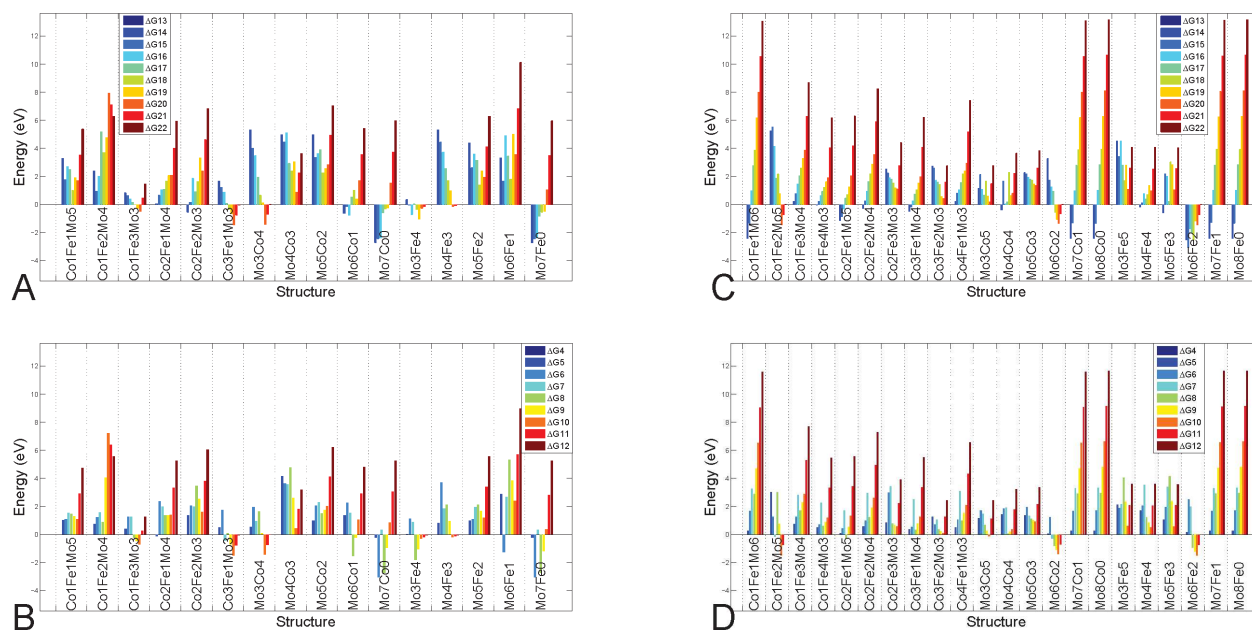 ΔG13
ΔG14
ΔG15
ΔG16
ΔG17
ΔG18
ΔG19
ΔG20
ΔG21
ΔG22
12
10
8
6
4
2
0
-2
-4
Energy (eV)
Co1Fe1Mo5
Co1Fe2Mo4
Co1Fe3Mo3
Co2Fe1Mo4
Co2Fe2Mo3
Co3Fe1Mo3
Mo3Co4
Mo4Co3
Mo5Co2
Mo6Co1
Mo7Co0
Mo3Fe4
Mo4Fe3
Mo5Fe2
Mo6Fe1
Mo7Fe0
Structure
A
ΔG4
ΔG5
ΔG6
ΔG7
ΔG8
ΔG9
ΔG10
ΔG11
ΔG12
12
10
8
6
4
2
0
-2
-4
Energy (eV)
Co1Fe1Mo5
Co1Fe2Mo4
Co1Fe3Mo3
Co2Fe1Mo4
Co2Fe2Mo3
Co3Fe1Mo3
Mo3Co4
Mo4Co3
Mo5Co2
Mo6Co1
Mo7Co0
Mo3Fe4
Mo4Fe3
Mo5Fe2
Mo6Fe1
Mo7Fe0
Structure
B
ΔG13
ΔG14
ΔG15
ΔG16
ΔG17
ΔG18
ΔG19
ΔG20
ΔG21
ΔG22
12
10
8
6
4
2
0
-2
-4
Energy (eV)
Co1Fe1Mo6
Co1Fe2Mo5
Co1Fe3Mo4
Co1Fe4Mo3
Co2Fe1Mo5
Co2Fe2Mo4
Co2Fe3Mo3
Co3Fe1Mo4
Co3Fe2Mo3
Co4Fe1Mo3
Mo3Co5
Mo4Co4
Mo5Co3
Mo6Co2
Mo7Co1
Mo8Co0
Mo3Fe5
Mo4Fe4
Mo5Fe3
Mo6Fe2
Mo7Fe1
Mo8Fe0
Structure
C
ΔG4
ΔG5
ΔG6
ΔG7
ΔG8
ΔG9
ΔG10
ΔG11
ΔG12
12
10
8
6
4
2
0
-2
-4
Energy (eV)
Co1Fe1Mo6
Co1Fe2Mo5
Co1Fe3Mo4
Co1Fe4Mo3
Co2Fe1Mo5
Co2Fe2Mo4
Co2Fe3Mo3
Co3Fe1Mo4
Co3Fe2Mo3
Co4Fe1Mo3
Mo3Co5
Mo4Co4
Mo5Co3
Mo6Co2
Mo7Co1
Mo8Co0
Mo3Fe5
Mo4Fe4
Mo5Fe3
Mo6Fe2
Mo7Fe1
Mo8Fe0
Structure
D